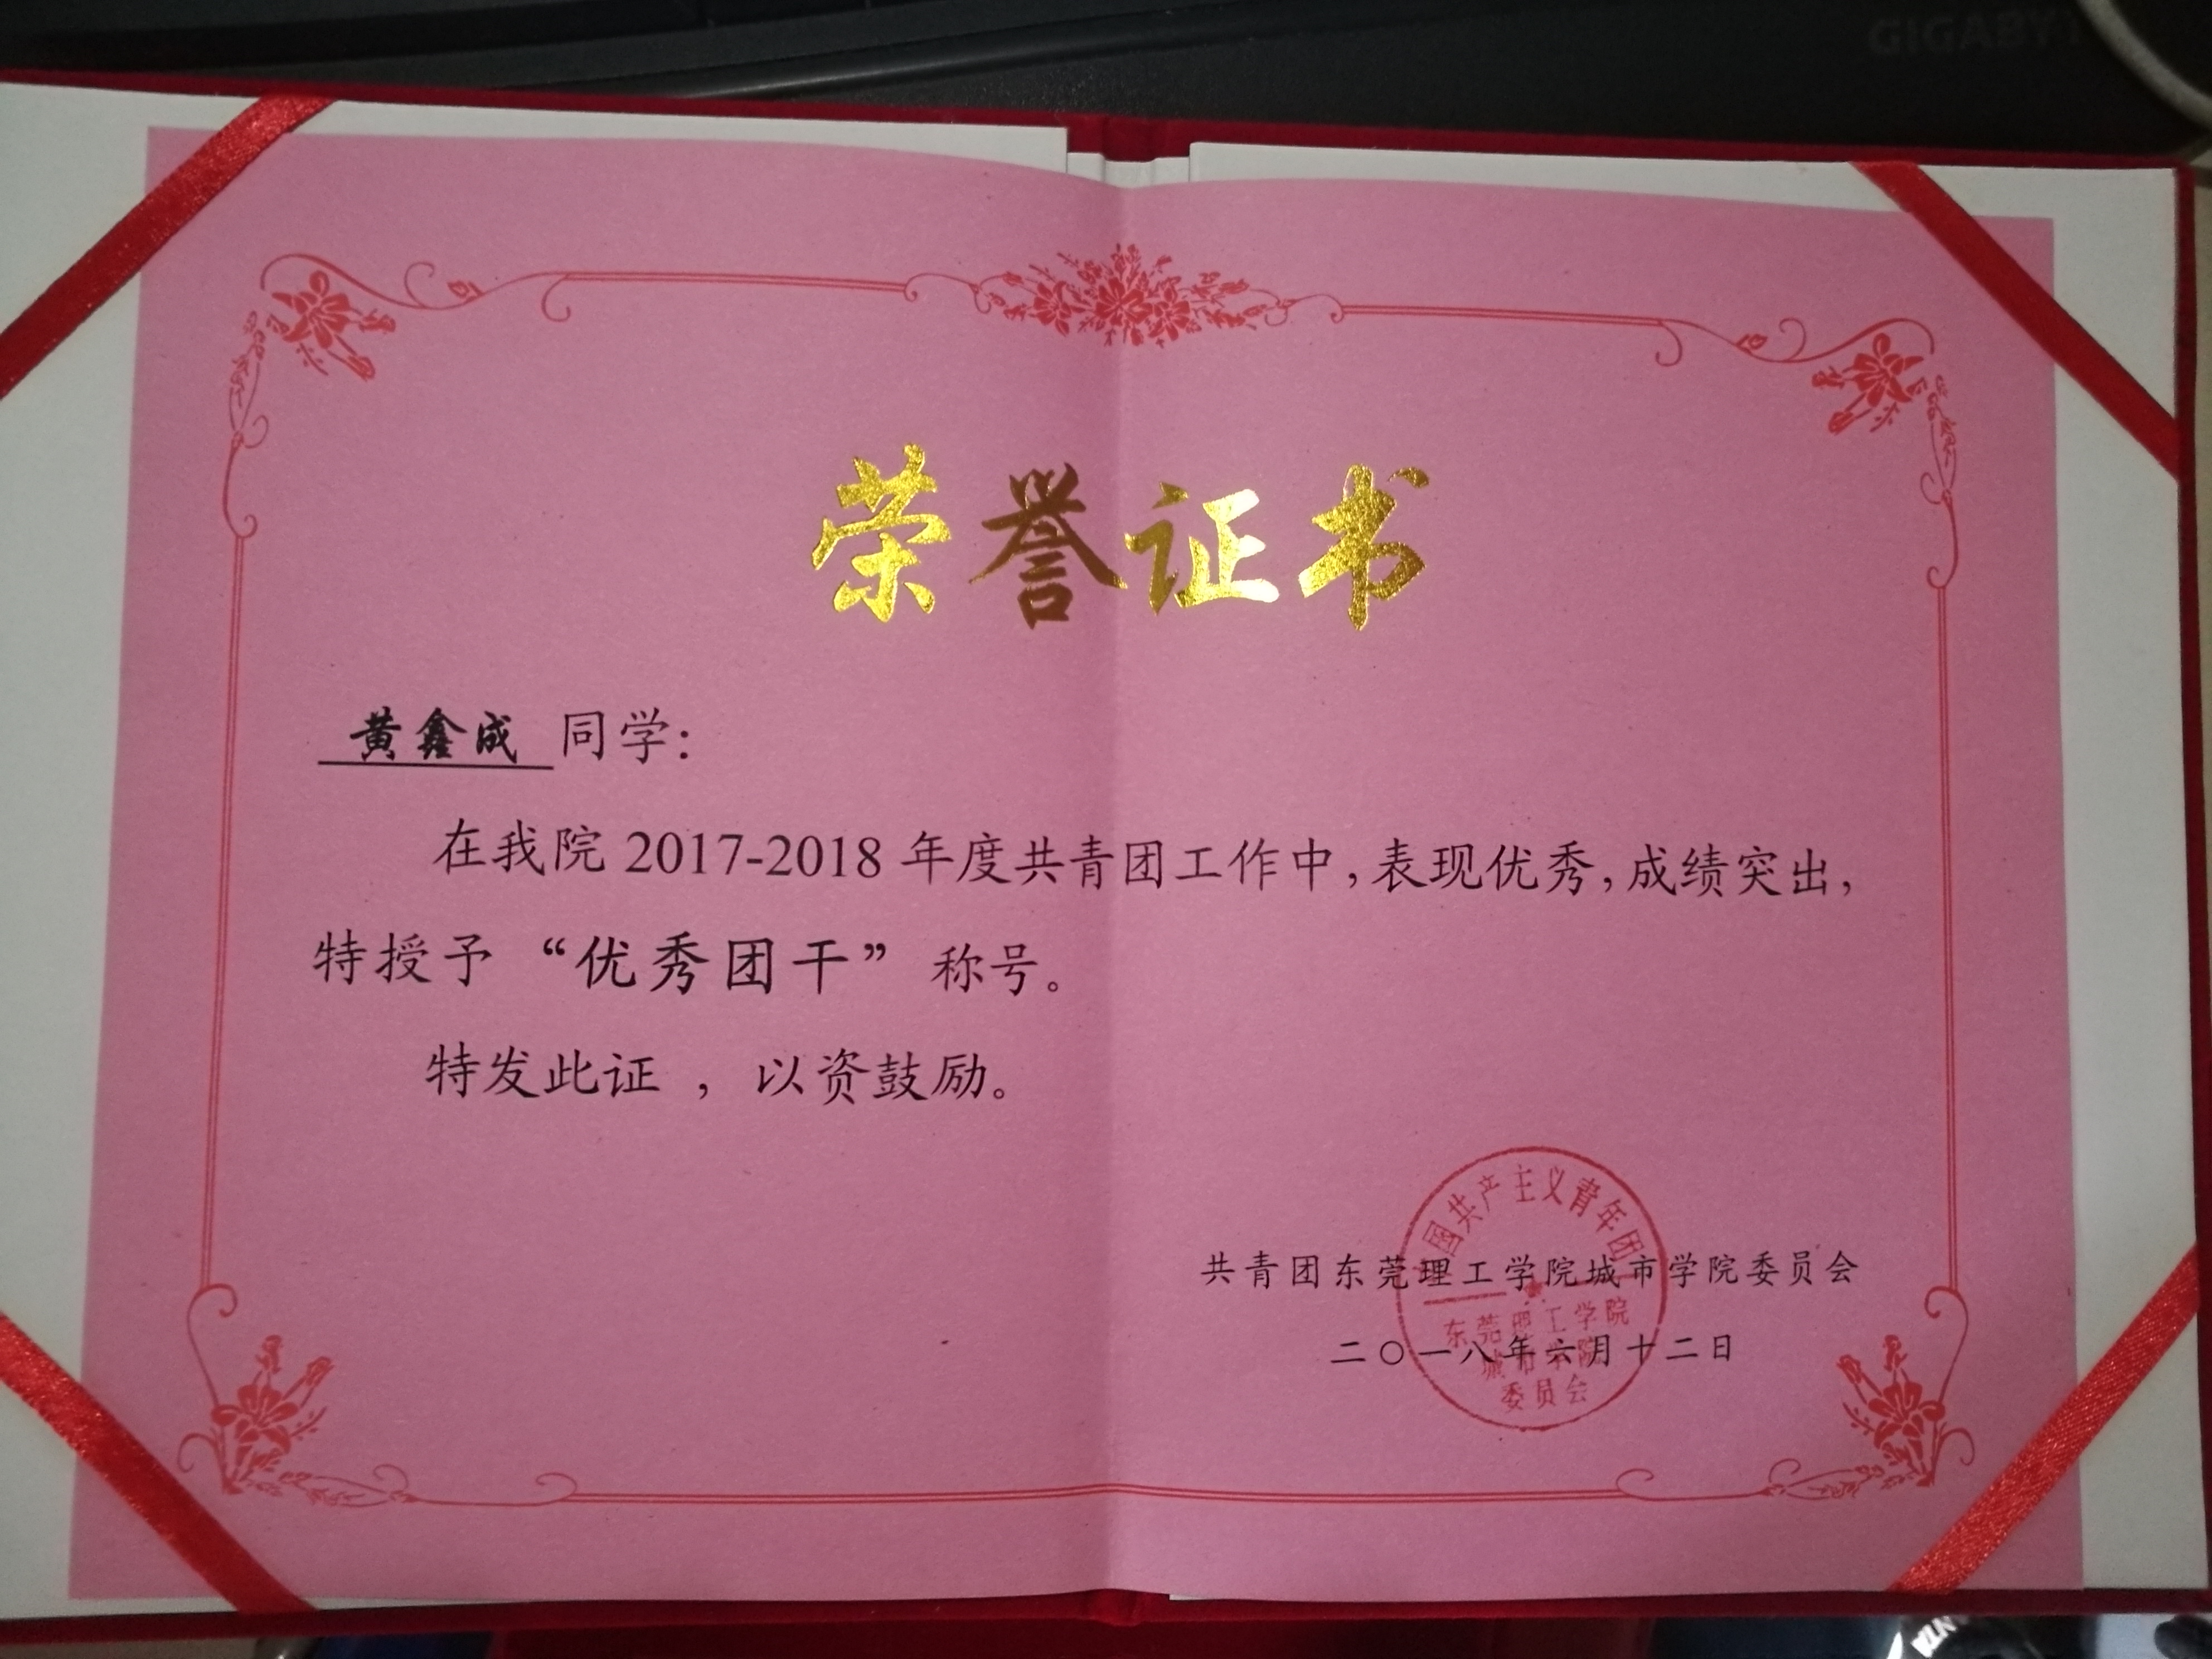 GIGABY
荣誉证书
黄鑫成 同学：
在我院 2017-2018 年度共青团工作中，表现优秀，成绩突出，
特授予 “优秀团干” 称号。
特发此证 ，以资鼓励。
国共产主义青年团
共青团东莞理工学院城市学院委员会
东莞理工学院
二〇一八年六月十二日
城市学院
委员会